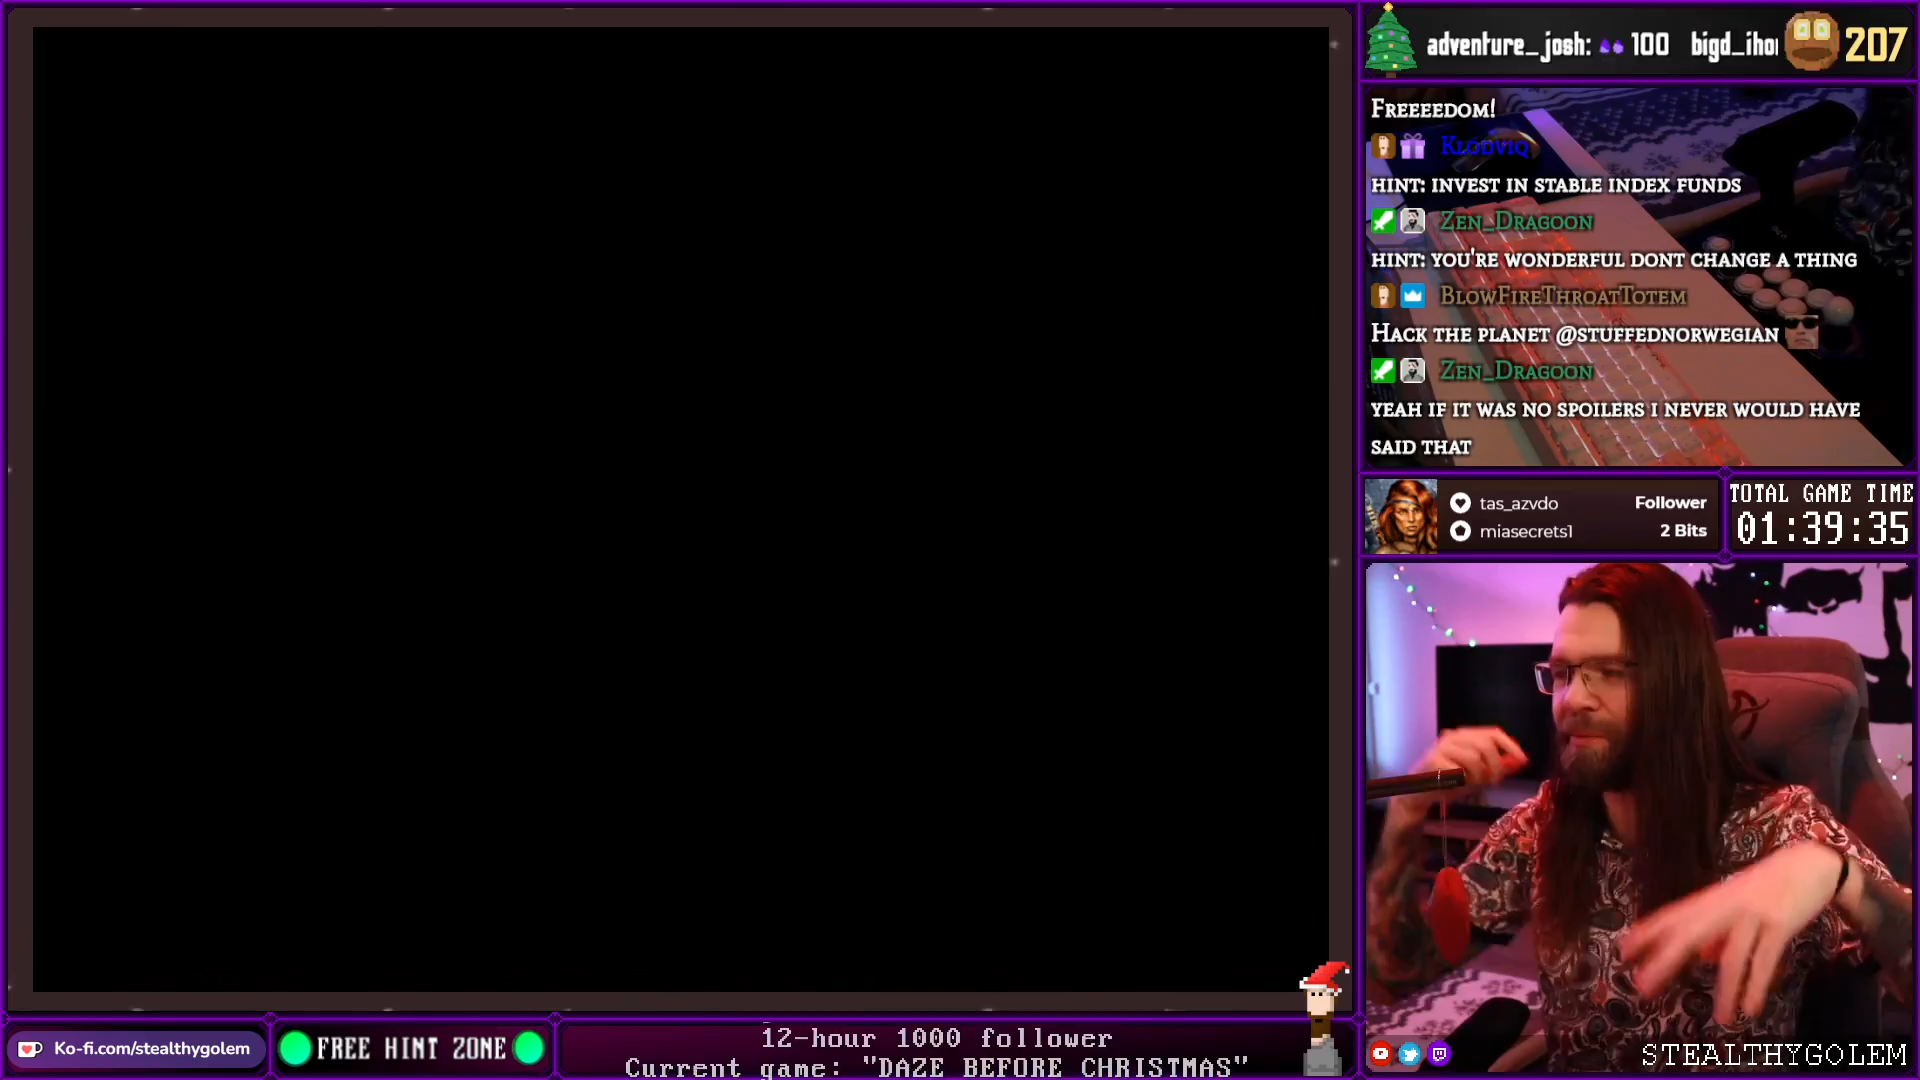 adventure_josh: 100 bigd_iho
207
Freeeedom!
Klodviq
hint: invest in stable index funds
Zen_Dragoon
hint: you're wonderful dont change a thing
BlowFireThroatTotem
Hack the planet @stuffednorwegian
Zen_Dragoon
yeah if it was no spoilers i never would have
said that
tas_azvdo Follower
miasecrets1 2 Bits
TOTAL GAME TIME
01:39:35
Ko-fi.com/stealthygolem
FREE HINT ZONE
12-hour 1000 follower
Current game: "DAZE BEFORE CHRISTMAS"
STEALTHYGOLEM